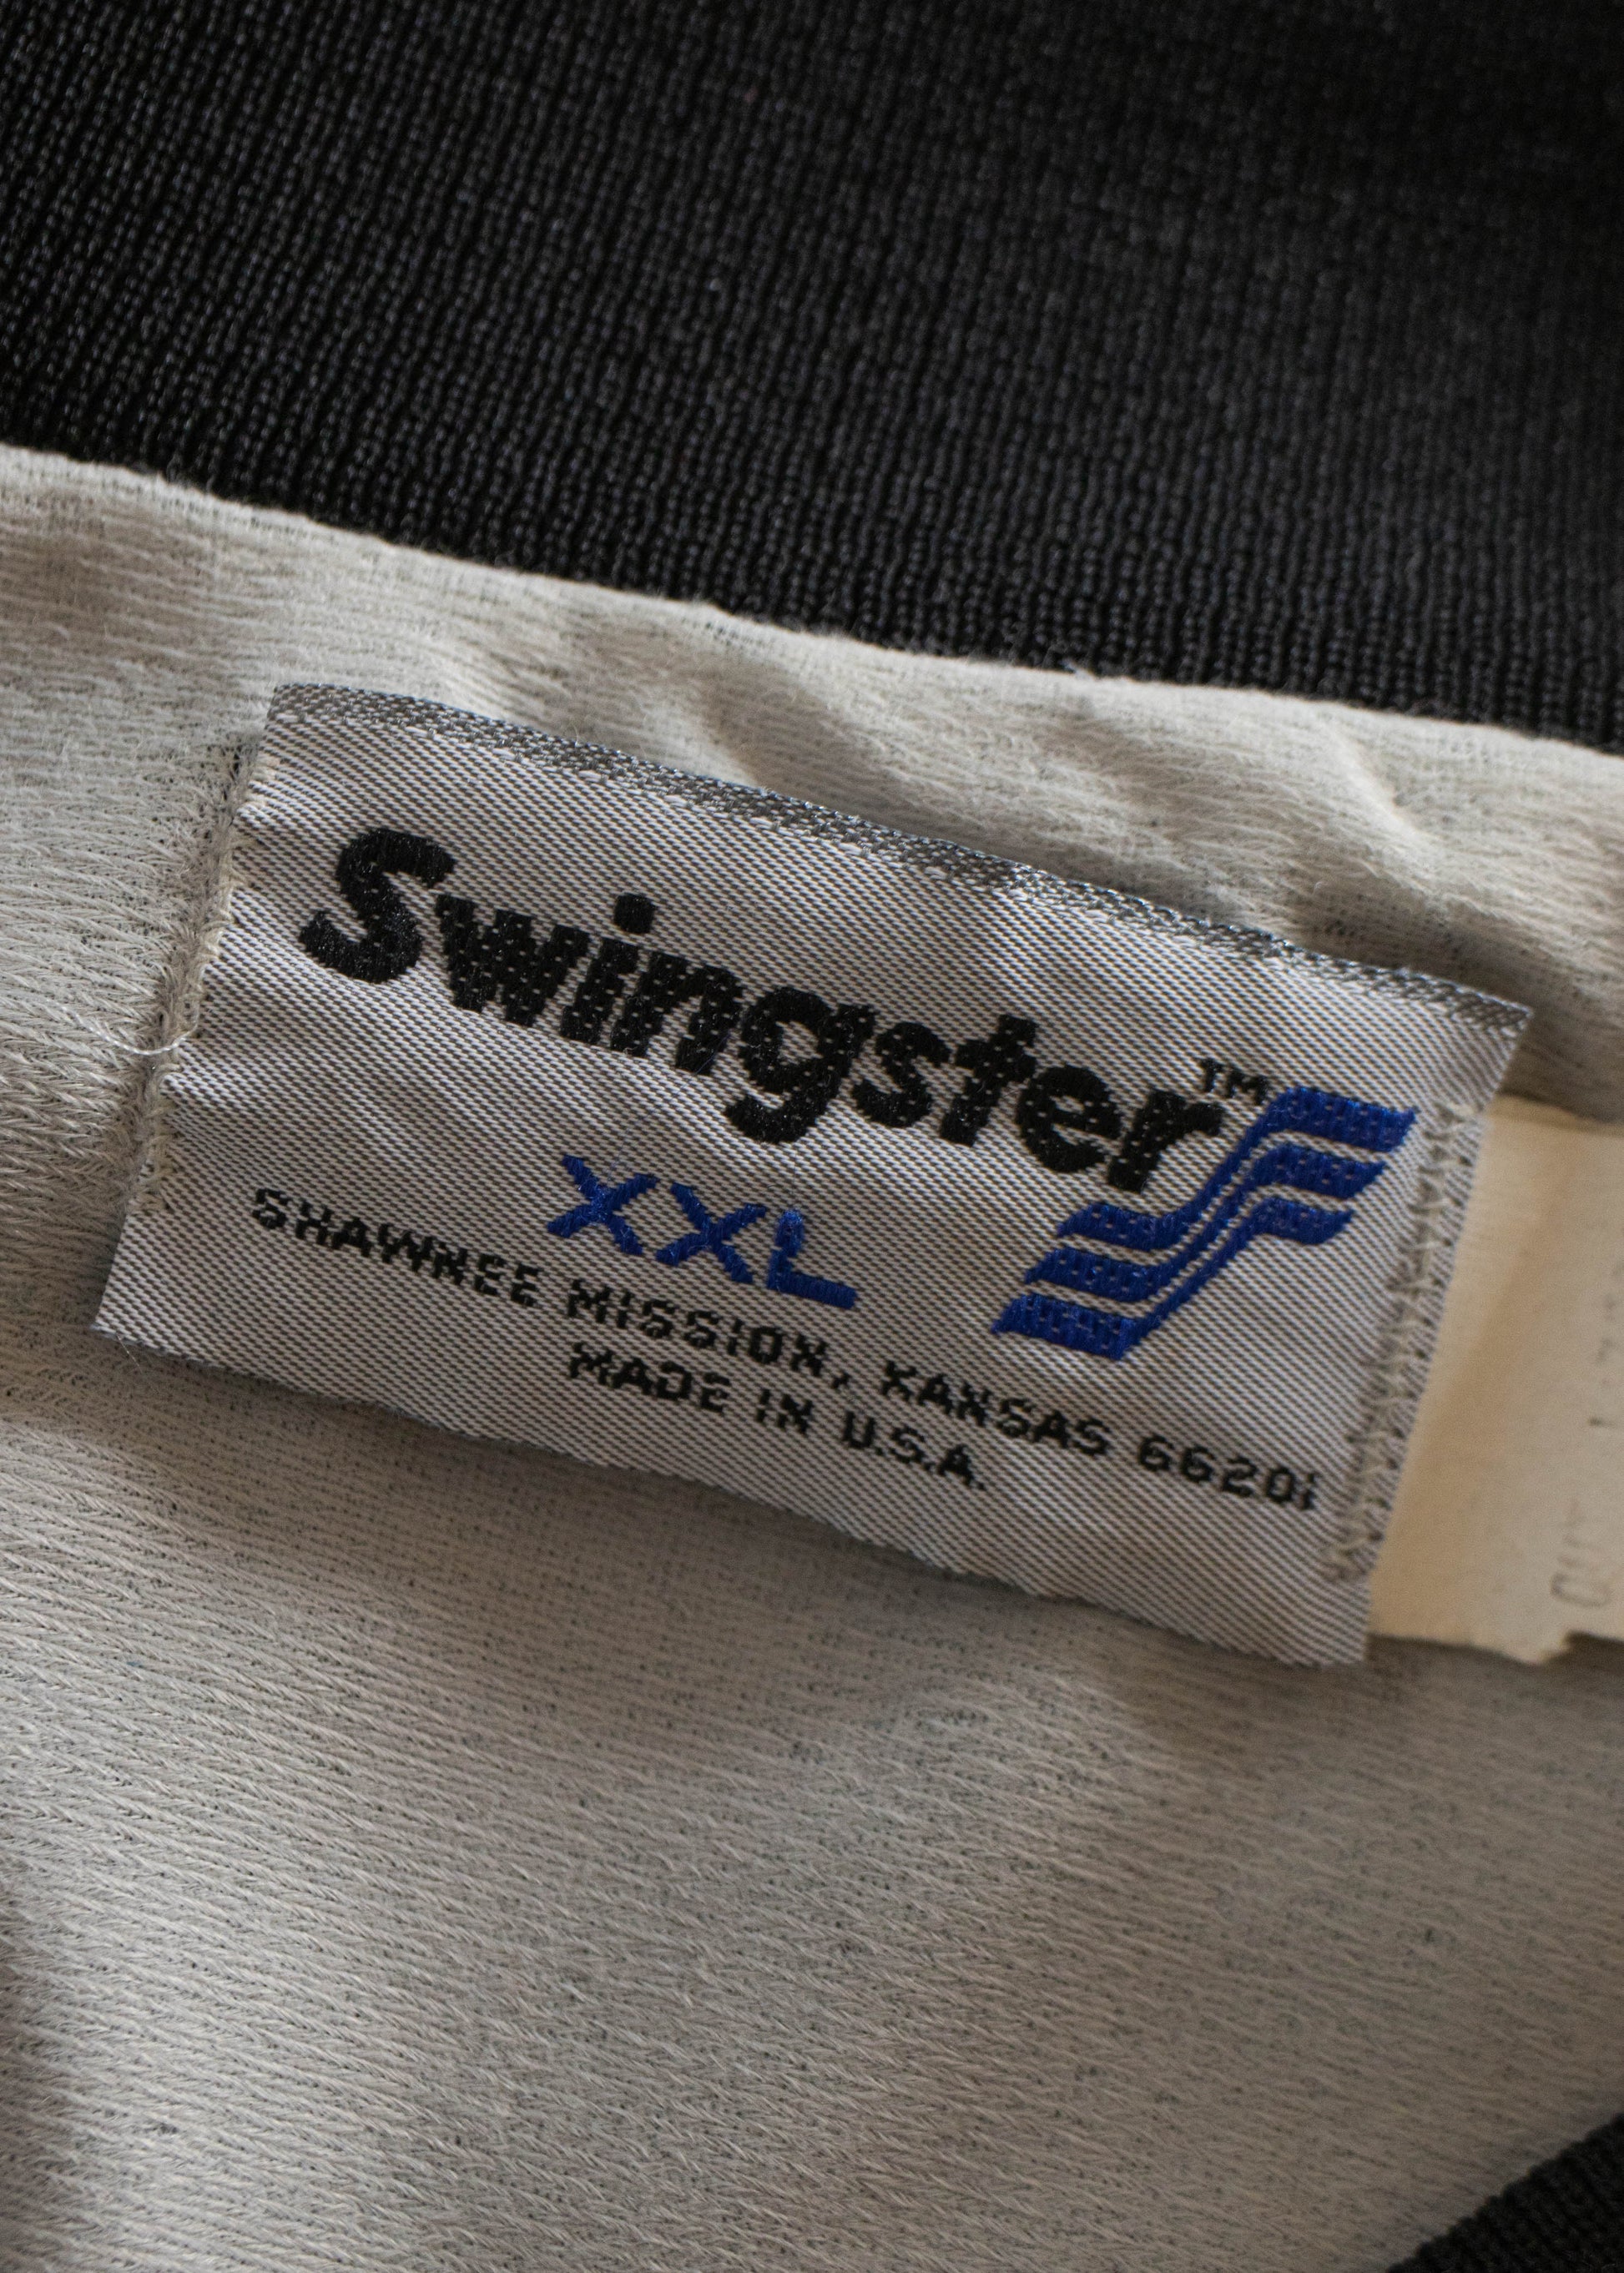 Swingster™
XXL
SHAWNEE MISSION, KANSAS 66201
MADE IN U.S.A.